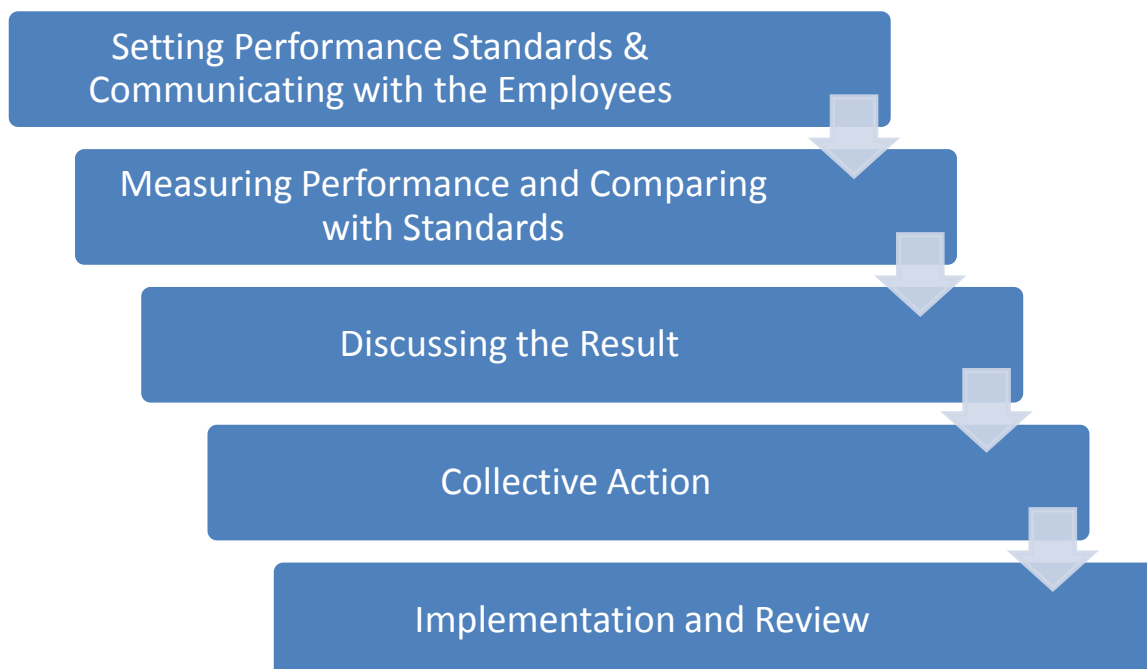 Setting Performance Standards &
Communicating with the Employees
Measuring Performance and Comparing
with Standards
Discussing the Result
Collective Action
Implementation and Review